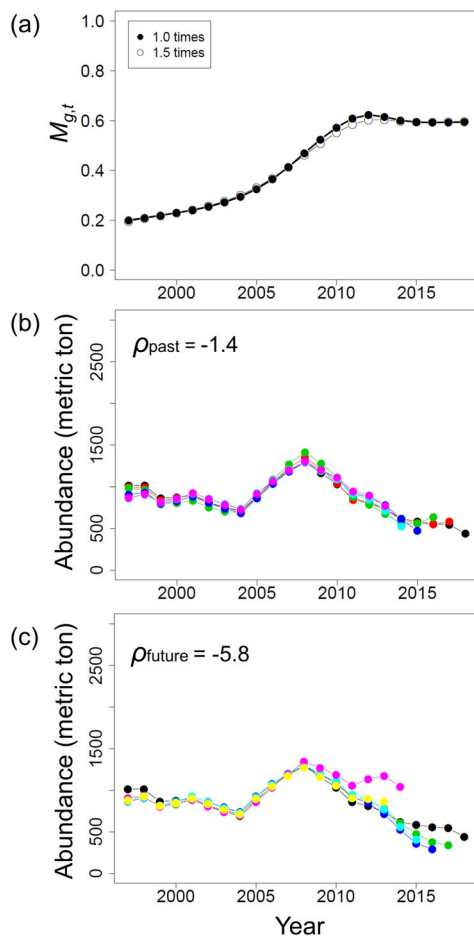 (a)
1.0
0.8
0.6
0.4
0.2
0.0
M_{g,t}
1.0 times
1.5 times
2000 2005 2010 2015
(b)
ρpast = -1.4
Abundance (metric ton)
2500
1500
500
0
2000 2005 2010 2015
(c)
ρfuture = -5.8
Abundance (metric ton)
2500
1500
500
0
2000 2005 2010 2015
Year